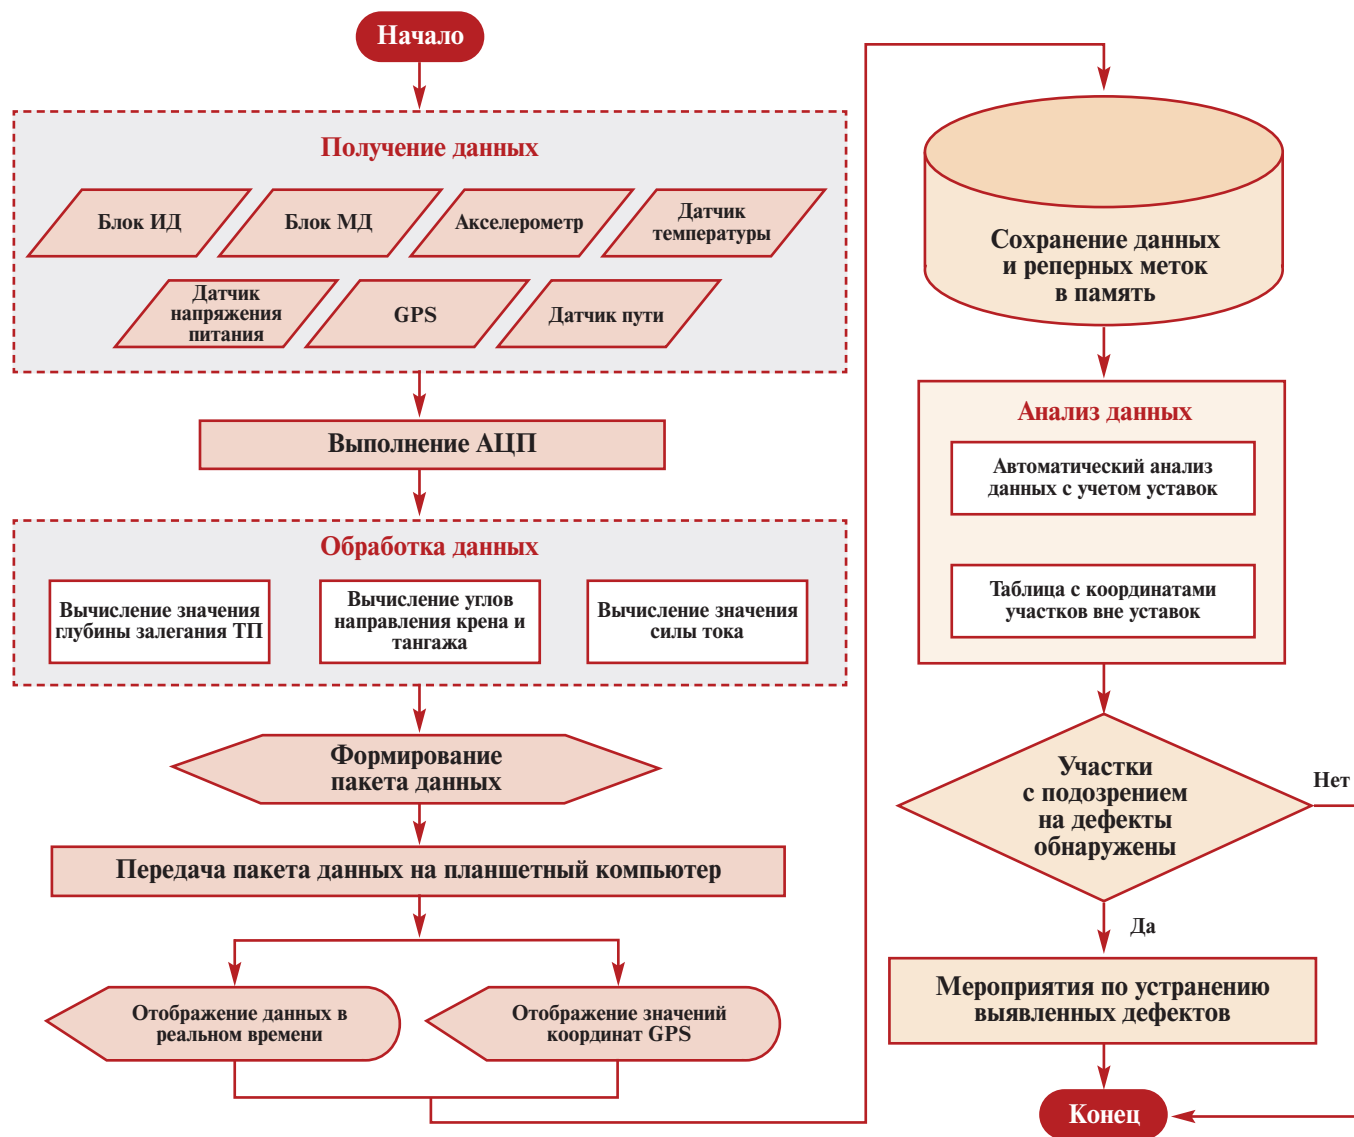 Начало
Получение данных
Блок ИД
Блок МД
Акселерометр
Датчик
температуры
Датчик
напряжения
питания
GPS
Датчик пути
Выполнение АЦП
Обработка данных
Вычисление значения
глубины залегания ТП
Вычисление углов
направления крена и
тангажа
Вычисление значения
силы тока
Формирование
пакета данных
Передача пакета данных на планшетный компьютер
Отображение данных в
реальном времени
Отображение значений
координат GPS
Сохранение данных
и реперных меток
в память
Анализ данных
Автоматический анализ
данных с учетом уставок
Таблица с координатами
участков вне уставок
Участки
с подозрением
на дефекты
обнаружены
Нет
Да
Мероприятия по устранению
выявленных дефектов
Конец